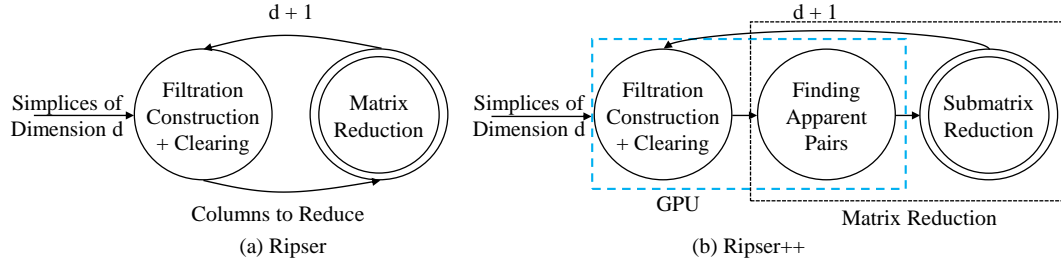 d + 1
Simplices of
Dimension d
Filtration
Construction
+ Clearing
Matrix
Reduction
Columns to Reduce
(a) Ripser
d + 1
Simplices of
Dimension d
Filtration
Construction
+ Clearing
Finding
Apparent
Pairs
Submatrix
Reduction
GPU
Matrix Reduction
(b) Ripser++